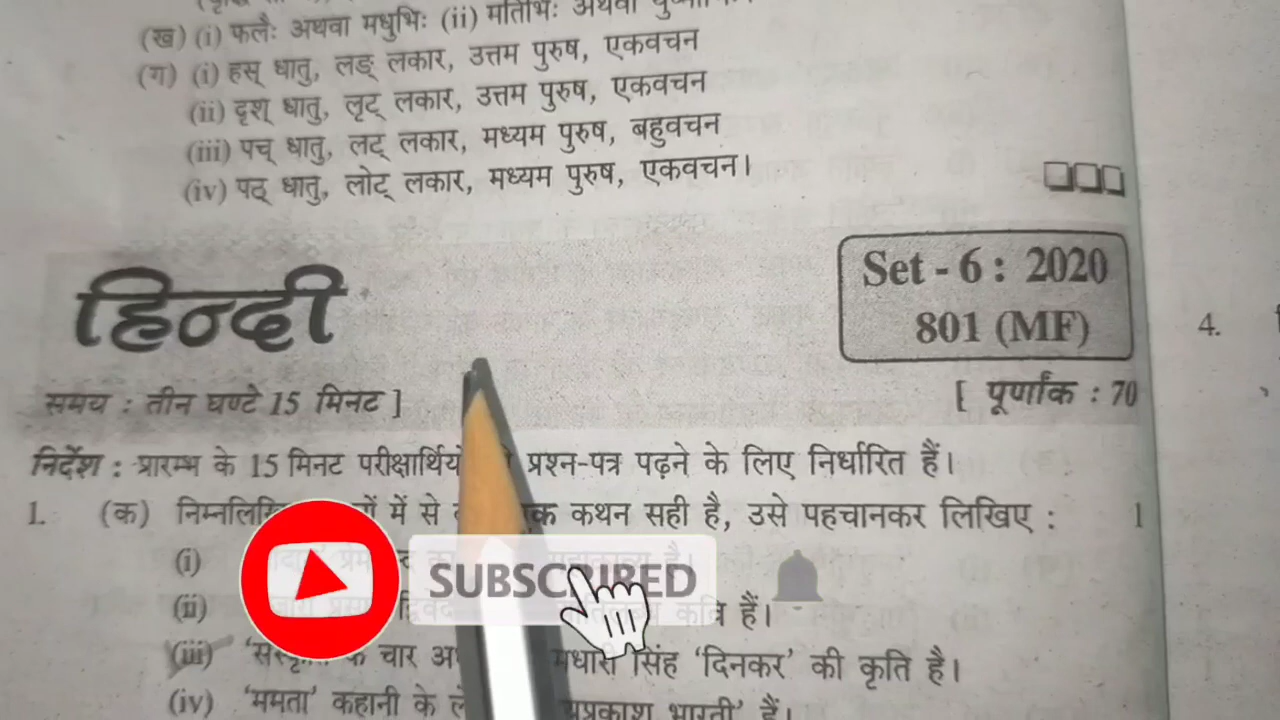 (ख) (i) फलैः अथवा मधुभिः (ii) मतिभिः अथवा
(ग) (i) हस् धातु, लङ् लकार, उत्तम पुरुष, एकवचन
(ii) दृश् धातु, लृट् लकार, उत्तम पुरुष, एकवचन
(iii) पच् धातु, लट् लकार, मध्यम पुरुष, बहुवचन
(iv) पठ् धातु, लोट् लकार, मध्यम पुरुष, एकवचन।
हिन्दी
Set - 6 : 2020
801 (MF)
4.
समय : तीन घण्टे 15 मिनट ]
[ पूर्णांक : 70
निर्देश : प्रारम्भ के 15 मिनट प्रश्न-पत्र पढ़ने के लिए निर्धारित हैं।
1. (क) में से कथन सही है, उसे पहचानकर लिखिए : 1
(i) है।
SUBSCRIBED
(ii) कवि हैं।
(iii) के चार सिंह 'दिनकर' की कृति है।
(iv) 'ममता' कहानी के भारती' हैं।